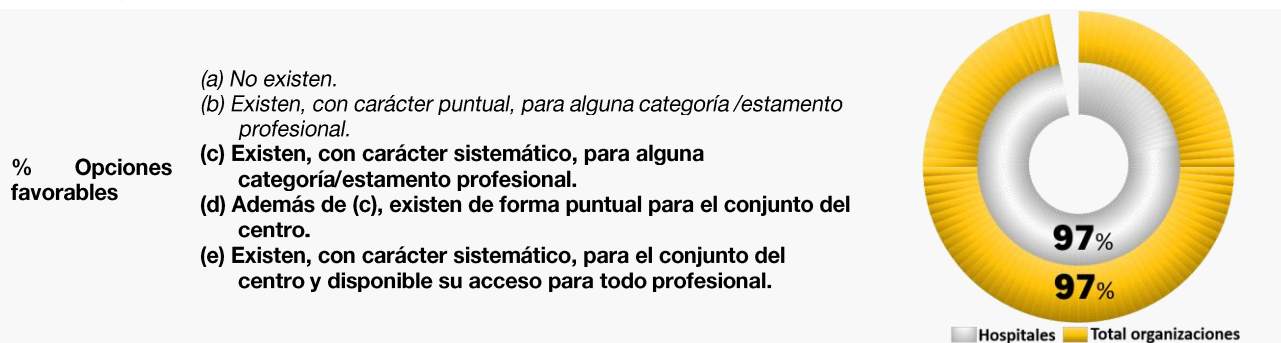 % Opciones
favorables
(a) No existen.
(b) Existen, con carácter puntual, para alguna categoría /estamento
profesional.
(c) Existen, con carácter sistemático, para alguna
categoría/estamento profesional.
(d) Además de (c), existen de forma puntual para el conjunto del
centro.
(e) Existen, con carácter sistemático, para el conjunto del
centro y disponible su acceso para todo profesional.
97%
97%
Hospitales Total organizaciones